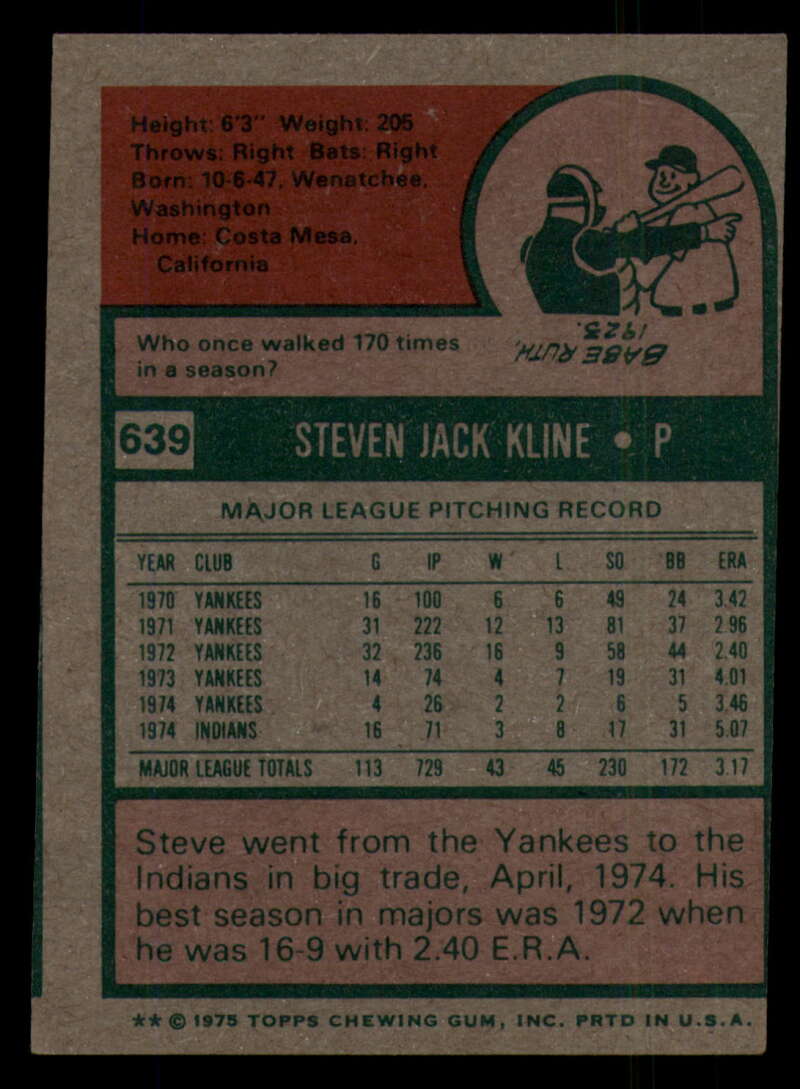 Height: 6'3" Weight: 205
Throws: Right Bats: Right
Born: 10-6-47, Wenatchee,
Washington
Home: Costa Mesa,
California
Who once walked 170 times
in a season?
BABE RUTH,
1923.
639 STEVEN JACK KLINE • P
MAJOR LEAGUE PITCHING RECORD
YEAR CLUB G IP W L SO BB ERA
1970 YANKEES 16 100 6 6 49 24 3.42
1971 YANKEES 31 222 12 13 81 37 2.96
1972 YANKEES 32 236 16 9 58 44 2.40
1973 YANKEES 14 74 4 7 19 31 4.01
1974 YANKEES 4 26 2 2 6 5 3.46
1974 INDIANS 16 71 3 8 17 31 5.07
MAJOR LEAGUE TOTALS 113 729 43 45 230 172 3.17
Steve went from the Yankees to the
Indians in big trade, April, 1974. His
best season in majors was 1972 when
he was 16-9 with 2.40 E.R.A.
** © 1975 TOPPS CHEWING GUM, INC. PRTD IN U.S.A.